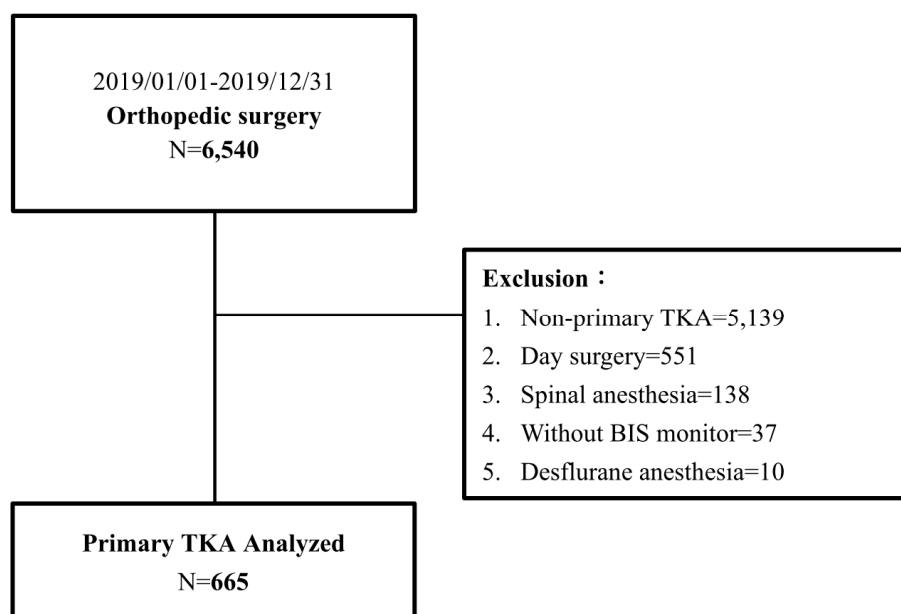 2019/01/01-2019/12/31
Orthopedic surgery
N=6,540
Exclusion：
1. Non-primary TKA=5,139
2. Day surgery=551
3. Spinal anesthesia=138
4. Without BIS monitor=37
5. Desflurane anesthesia=10
Primary TKA Analyzed
N=665